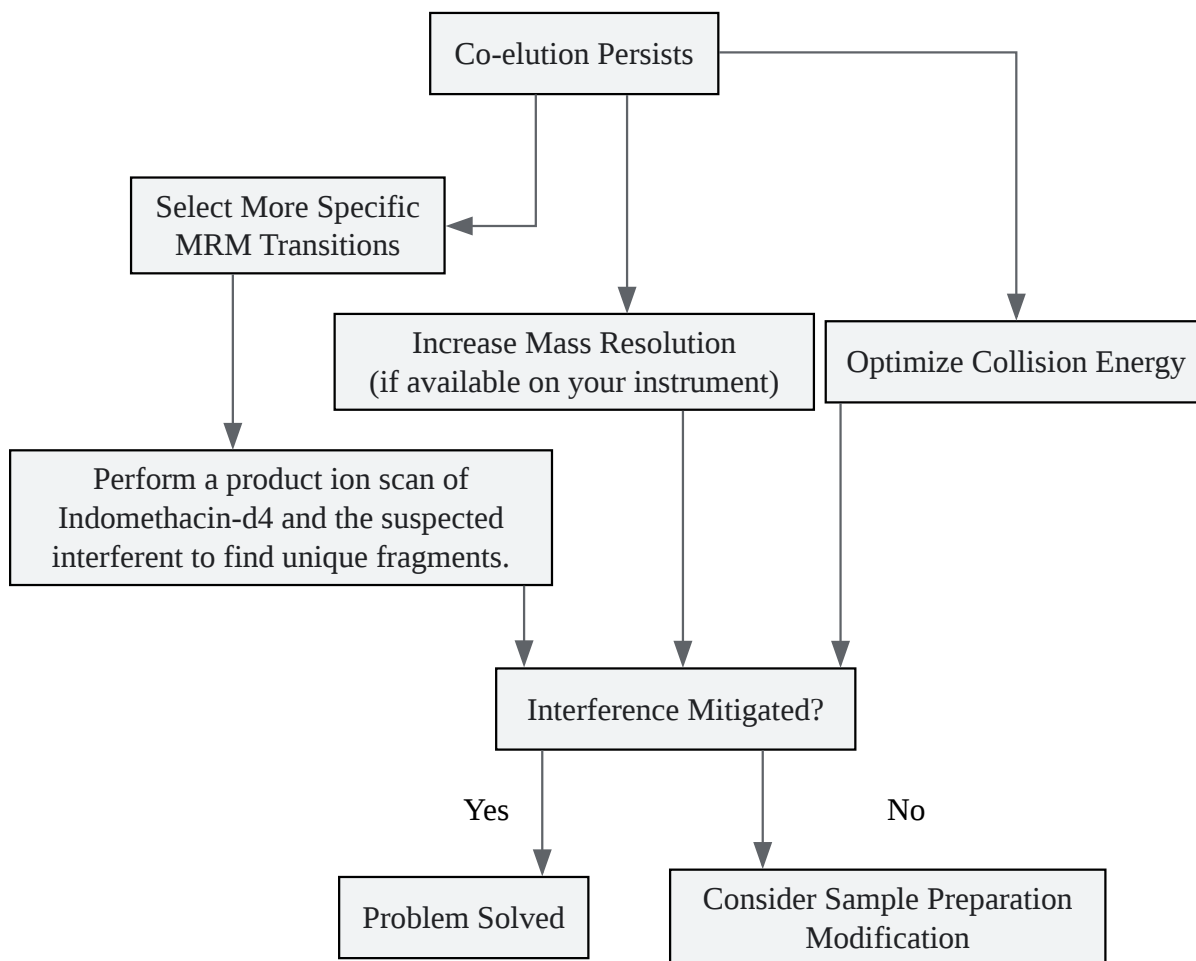 Co-elution Persists
Select More Specific
MRM Transitions
Increase Mass Resolution
(if available on your instrument)
Optimize Collision Energy
Perform a product ion scan of
Indomethacin-d4 and the suspected
interferent to find unique fragments.
Interference Mitigated?
Yes
No
Problem Solved
Consider Sample Preparation
Modification